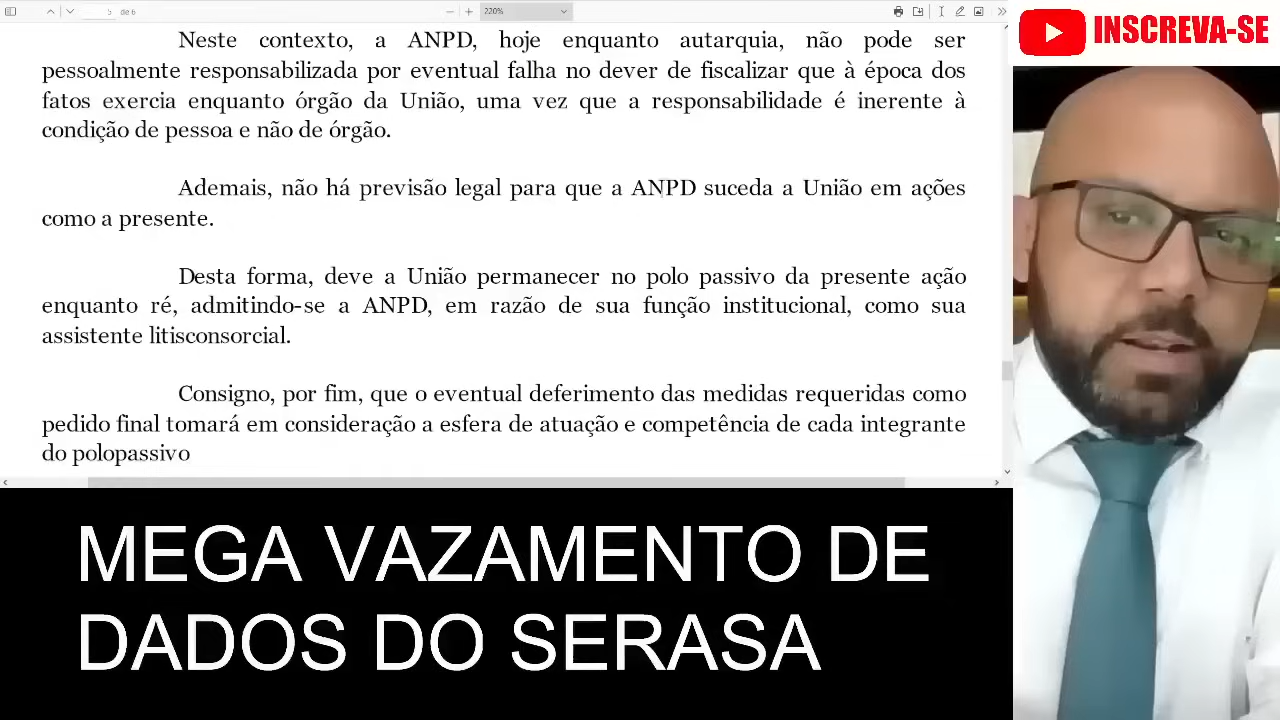 5 de 6
220%
INSCREVA-SE
Neste contexto, a ANPD, hoje enquanto autarquia, não pode ser
pessoalmente responsabilizada por eventual falha no dever de fiscalizar que à época dos
fatos exercia enquanto órgão da União, uma vez que a responsabilidade é inerente à
condição de pessoa e não de órgão.
Ademais, não há previsão legal para que a ANPD suceda a União em ações
como a presente.
Desta forma, deve a União permanecer no polo passivo da presente ação
enquanto ré, admitindo-se a ANPD, em razão de sua função institucional, como sua
assistente litisconsorcial.
Consigno, por fim, que o eventual deferimento das medidas requeridas como
pedido final tomará em consideração a esfera de atuação e competência de cada integrante
do polopassivo
MEGA VAZAMENTO DE
DADOS DO SERASA